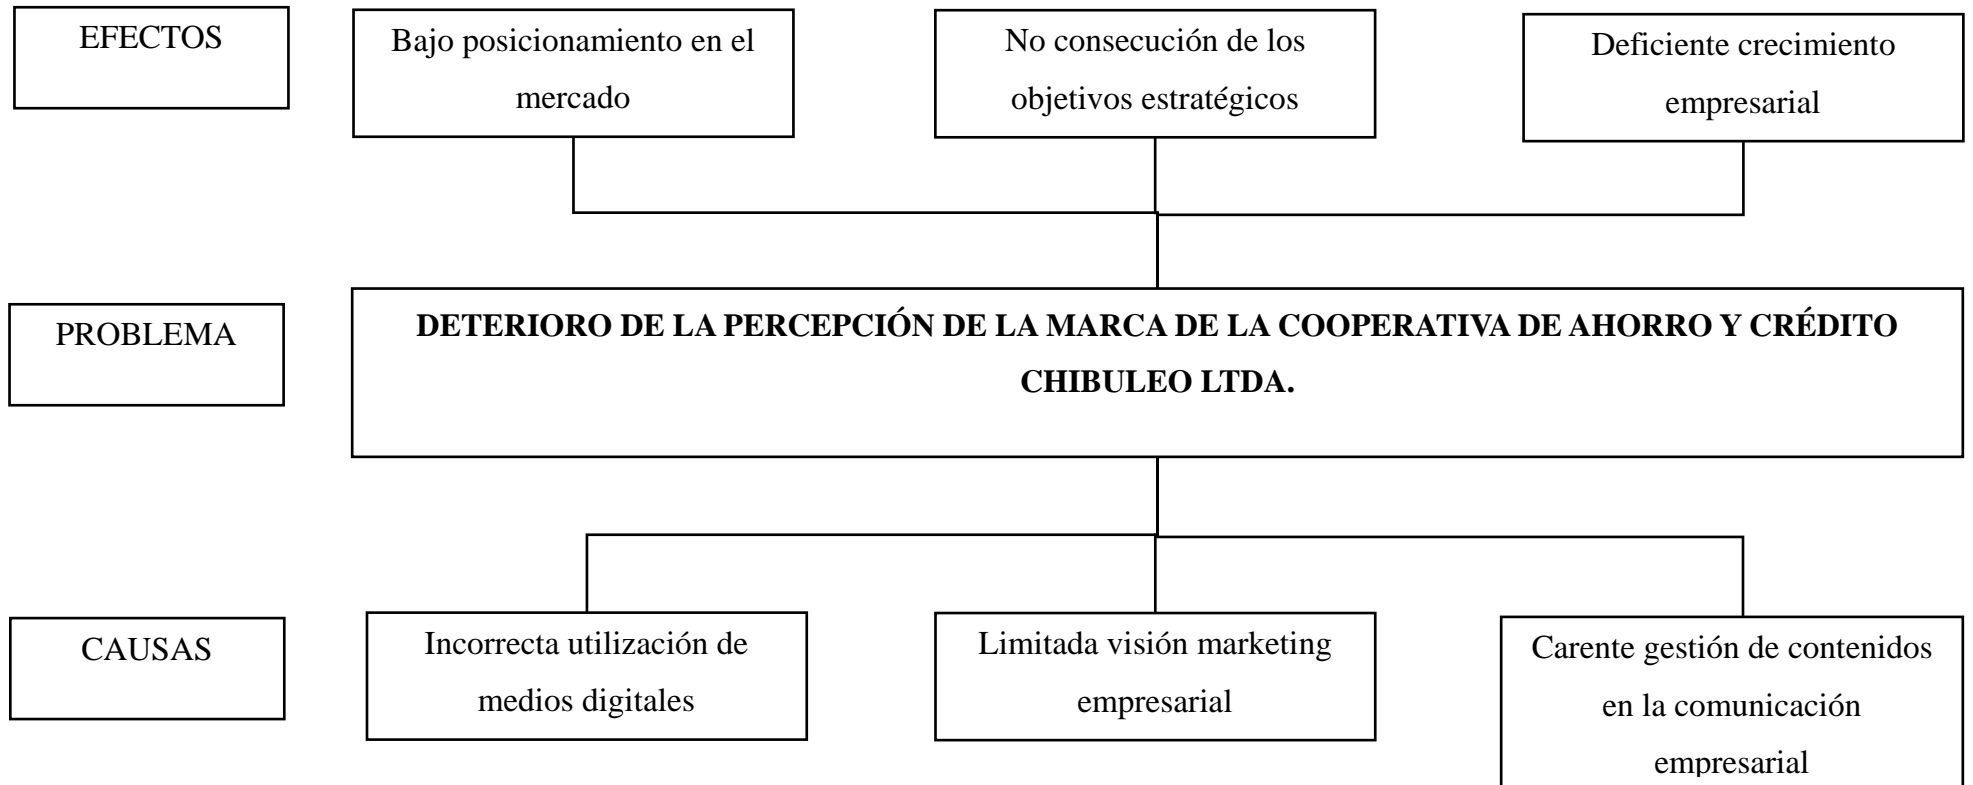 EFECTOS
Bajo posicionamiento en el
mercado
No consecución de los
objetivos estratégicos
Deficiente crecimiento
empresarial
PROBLEMA
DETERIORO DE LA PERCEPCIÓN DE LA MARCA DE LA COOPERATIVA DE AHORRO Y CRÉDITO
CHIBULEO LTDA.
CAUSAS
Incorrecta utilización de
medios digitales
Limitada visión marketing
empresarial
Carente gestión de contenidos
en la comunicación
empresarial